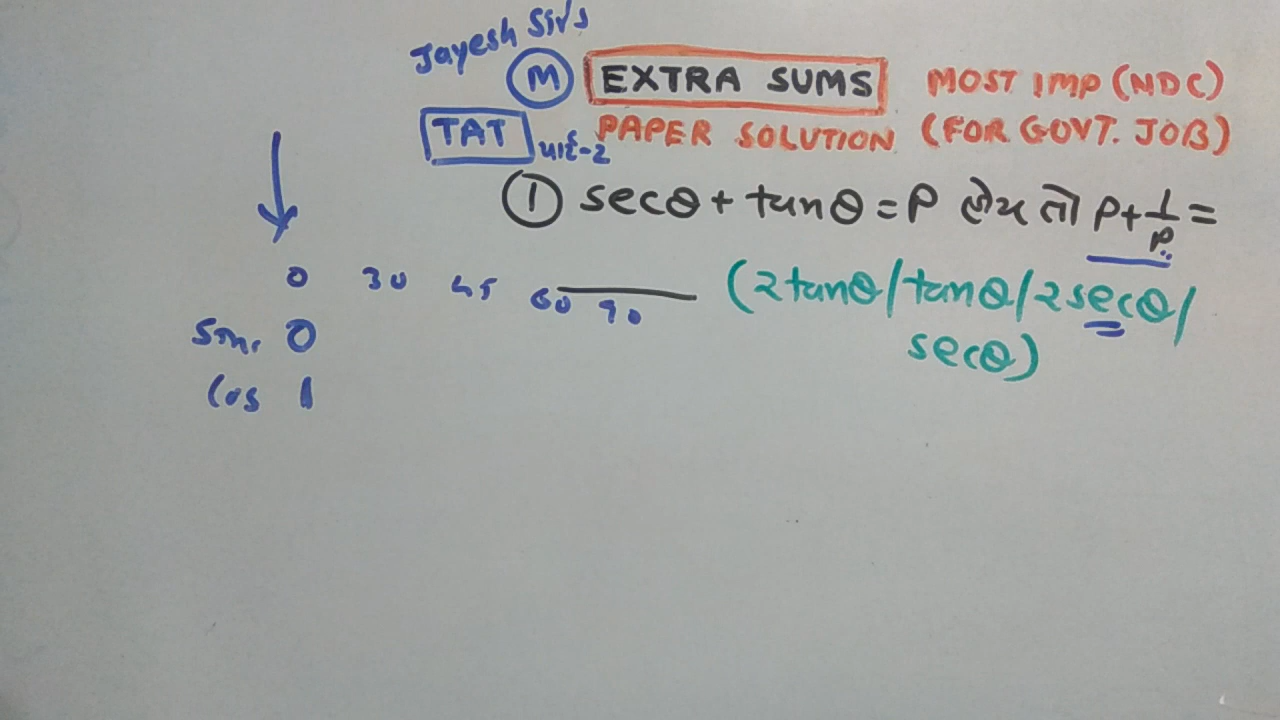 Jayesh Sir's
M EXTRA SUMS MOST IMP (NDC)
TAT પાર્ટ-2 PAPER SOLUTION (FOR GOVT. JOB)
① secθ + tanθ = P હોય તો P + 1/P =
0 30 45 60 90 (2tanθ/tanθ/2secθ/
secθ)
Sin 0
Cos 1